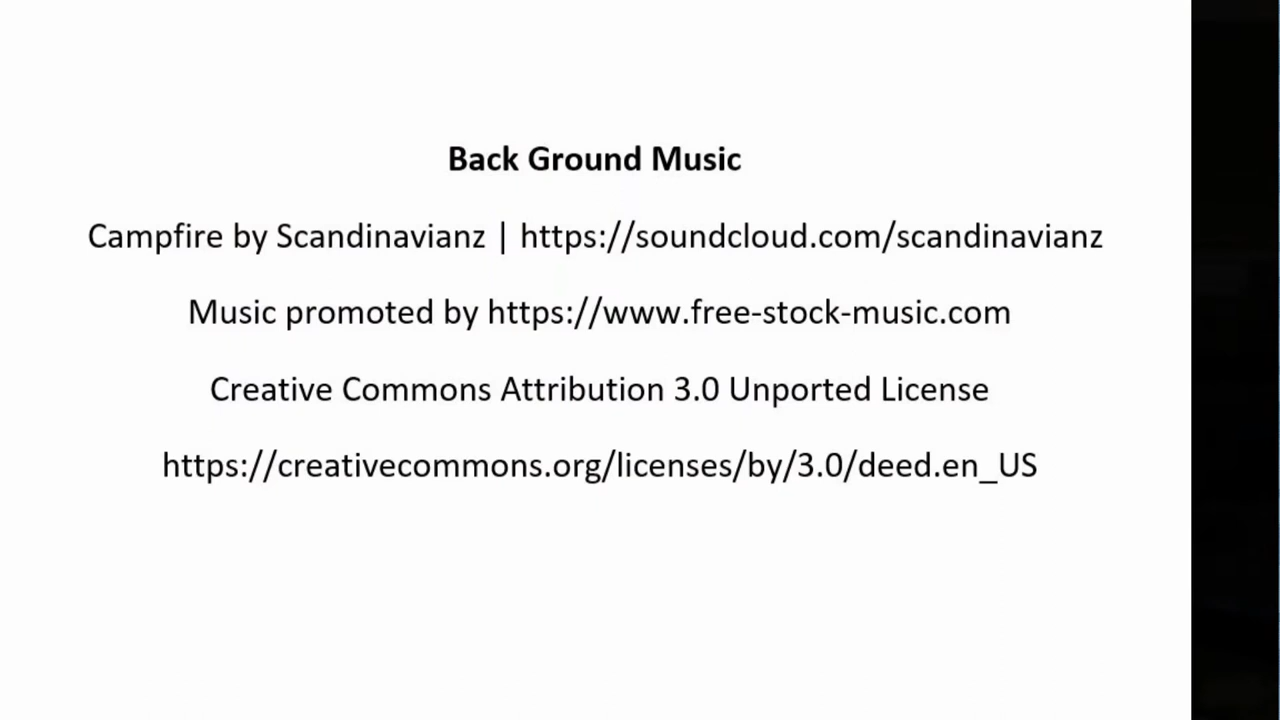 Back Ground Music
Campfire by Scandinavianz | https://soundcloud.com/scandinavianz
Music promoted by https://www.free-stock-music.com
Creative Commons Attribution 3.0 Unported License
https://creativecommons.org/licenses/by/3.0/deed.en_US